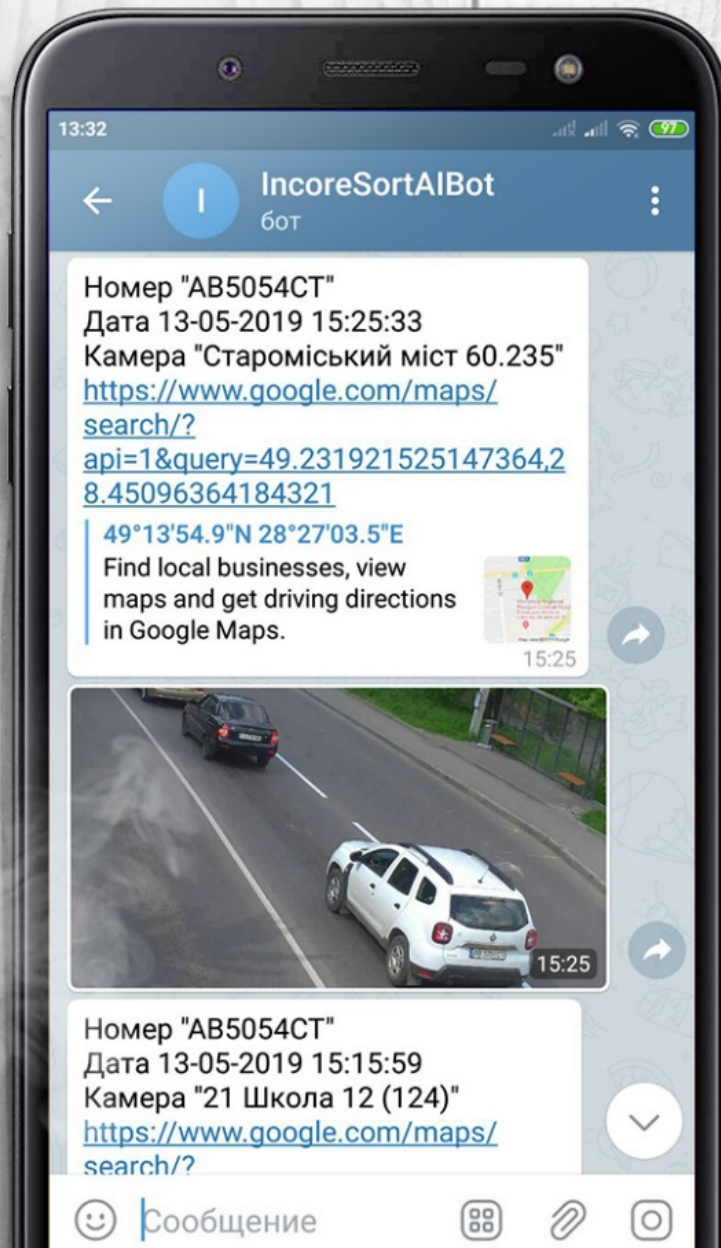 13:32
97
I
IncoreSortAIBot
бот
Номер "AB5054CT"
Дата 13-05-2019 15:25:33
Камера "Староміський міст 60.235"
https://www.google.com/maps/
search/?
api=1&query=49.231921525147364,2
8.45096364184321
49°13'54.9"N 28°27'03.5"E
Find local businesses, view
maps and get driving directions
in Google Maps.
15:25
15:25
Номер "AB5054CT"
Дата 13-05-2019 15:15:59
Камера "21 Школа 12 (124)"
https://www.google.com/maps/
search/?
Сообщение